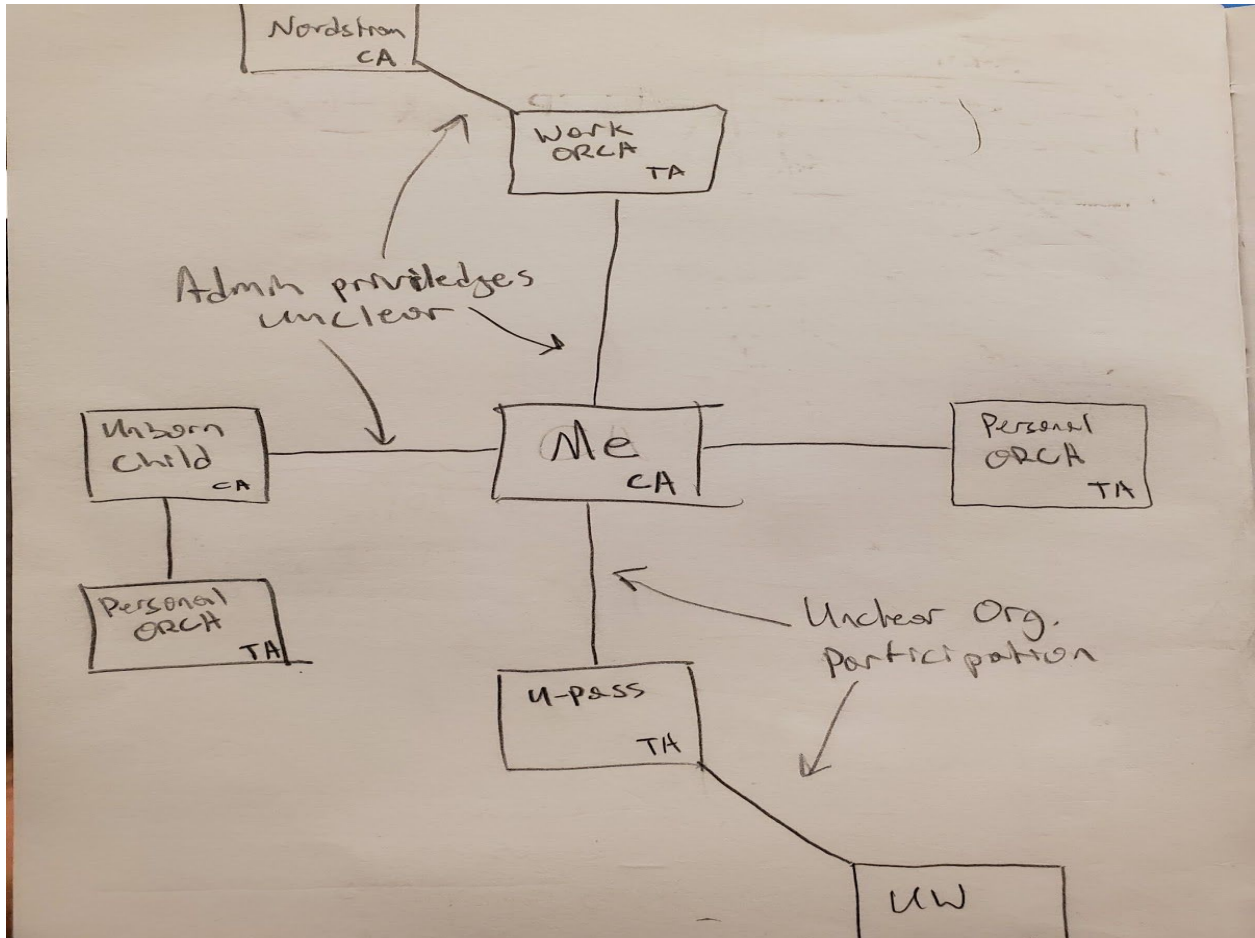 Nordstrom
CA
Work
ORCA
TA
Admin priviledges
unclear
Unborn
Child
CA
Me
CA
Personal
ORCA
TA
Personal
ORCA
TA
Unclear Org.
Participation
U-pass
TA
UW